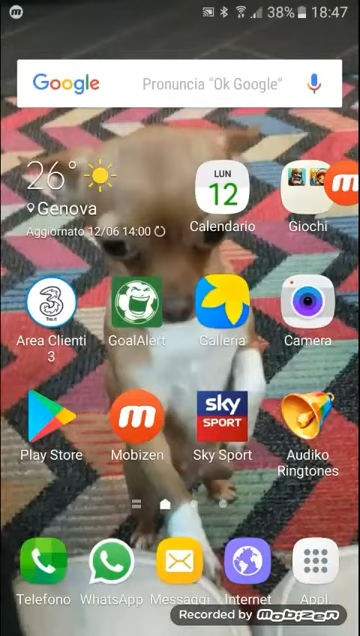 38% 18:47
Google Pronuncia "Ok Google"
26°
Genova
Aggiornato 12/06 14:00
LUN
12
Calendario
Giochi
3
Area Clienti
3
GoalAlert
Galleria
Camera
Play Store
m
Mobizen
sky
SPORT
Sky Sport
Audiko
Ringtones
Telefono
WhatsApp
Messaggi
Internet
Appl.
Recorded by mobizen